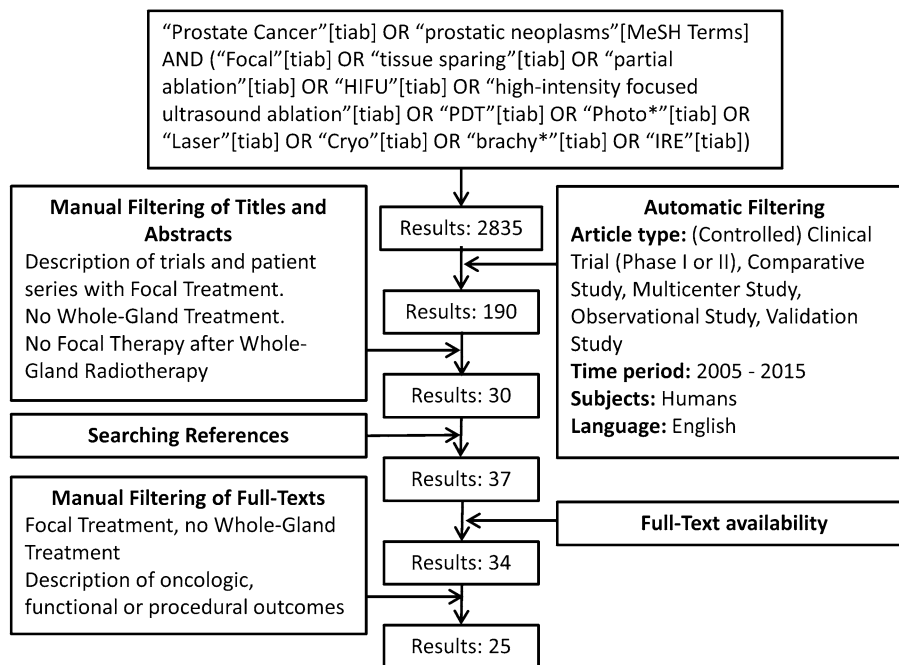 “Prostate Cancer”[tiab] OR “prostatic neoplasms”[MeSH Terms]
AND (“Focal”[tiab] OR “tissue sparing”[tiab] OR “partial
ablation”[tiab] OR “HIFU”[tiab] OR “high-intensity focused
ultrasound ablation”[tiab] OR “PDT”[tiab] OR “Photo*”[tiab] OR
“Laser”[tiab] OR “Cryo”[tiab] OR “brachy*”[tiab] OR “IRE”[tiab])
Results: 2835
Automatic Filtering
Article type: (Controlled) Clinical
Trial (Phase I or II), Comparative
Study, Multicenter Study,
Observational Study, Validation
Study
Time period: 2005 - 2015
Subjects: Humans
Language: English
Results: 190
Manual Filtering of Titles and
Abstracts
Description of trials and patient
series with Focal Treatment.
No Whole-Gland Treatment.
No Focal Therapy after Whole-
Gland Radiotherapy
Results: 30
Searching References
Results: 37
Full-Text availability
Results: 34
Manual Filtering of Full-Texts
Focal Treatment, no Whole-Gland
Treatment
Description of oncologic,
functional or procedural outcomes
Results: 25